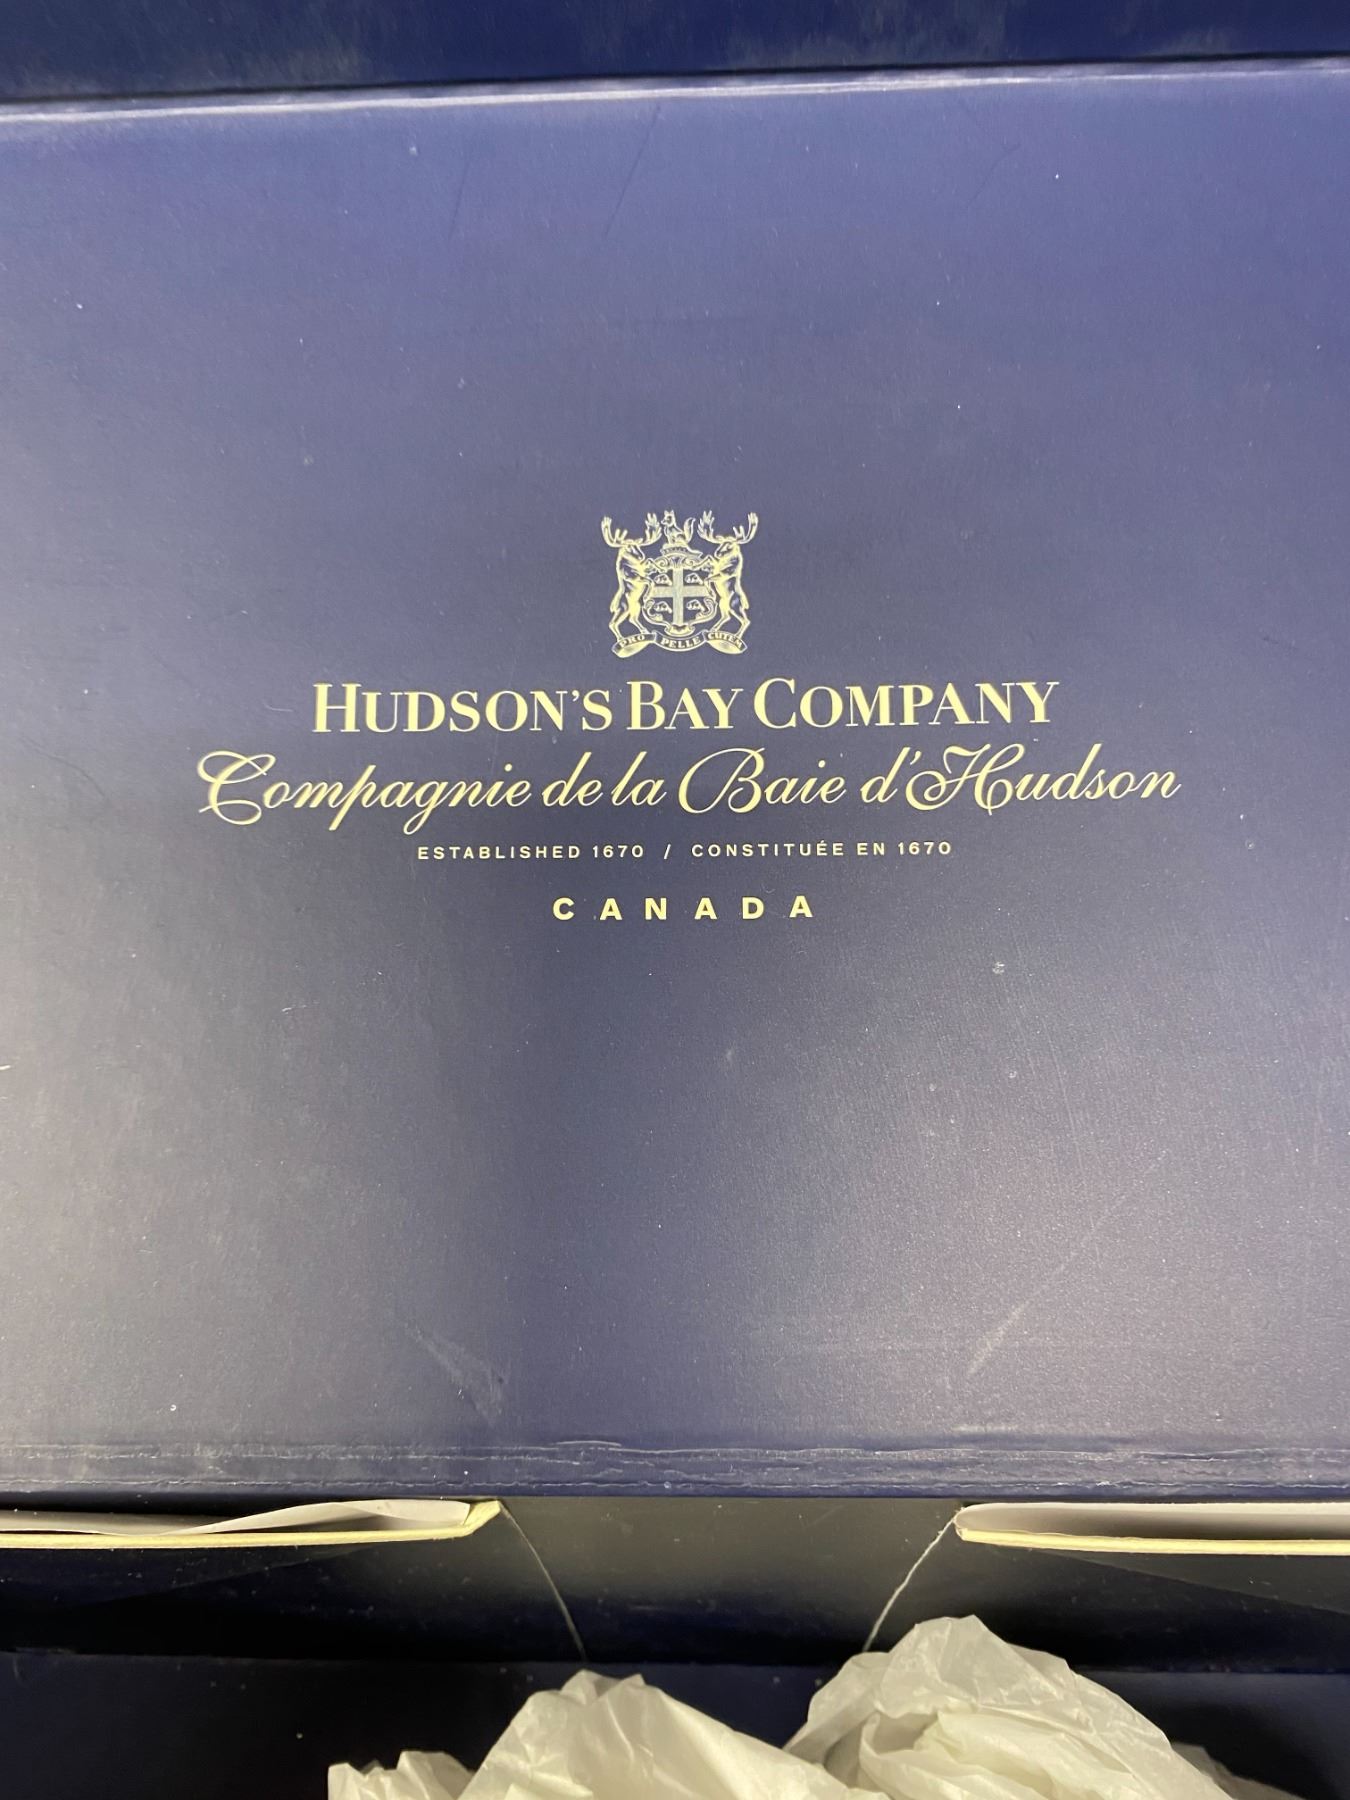 PRO PELLE CUTEM
HUDSON'S BAY COMPANY
Compagnie de la Baie d'Hudson
ESTABLISHED 1670 / CONSTITUÉE EN 1670
CANADA